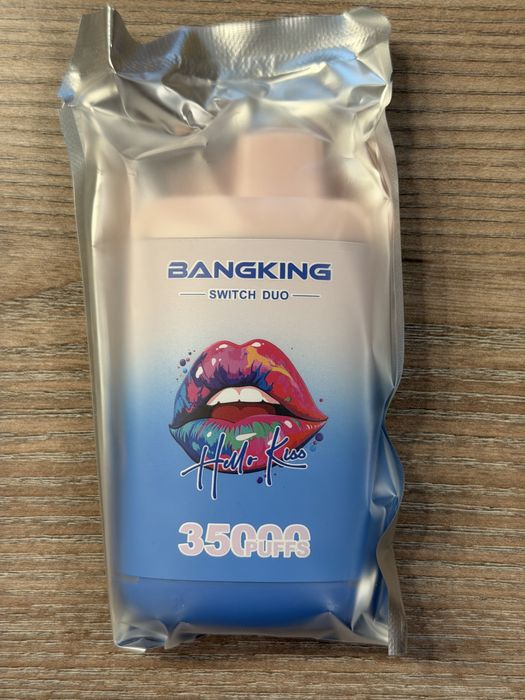 BANGKING
SWITCH DUO
Hello Kiss
35000
PUFFS